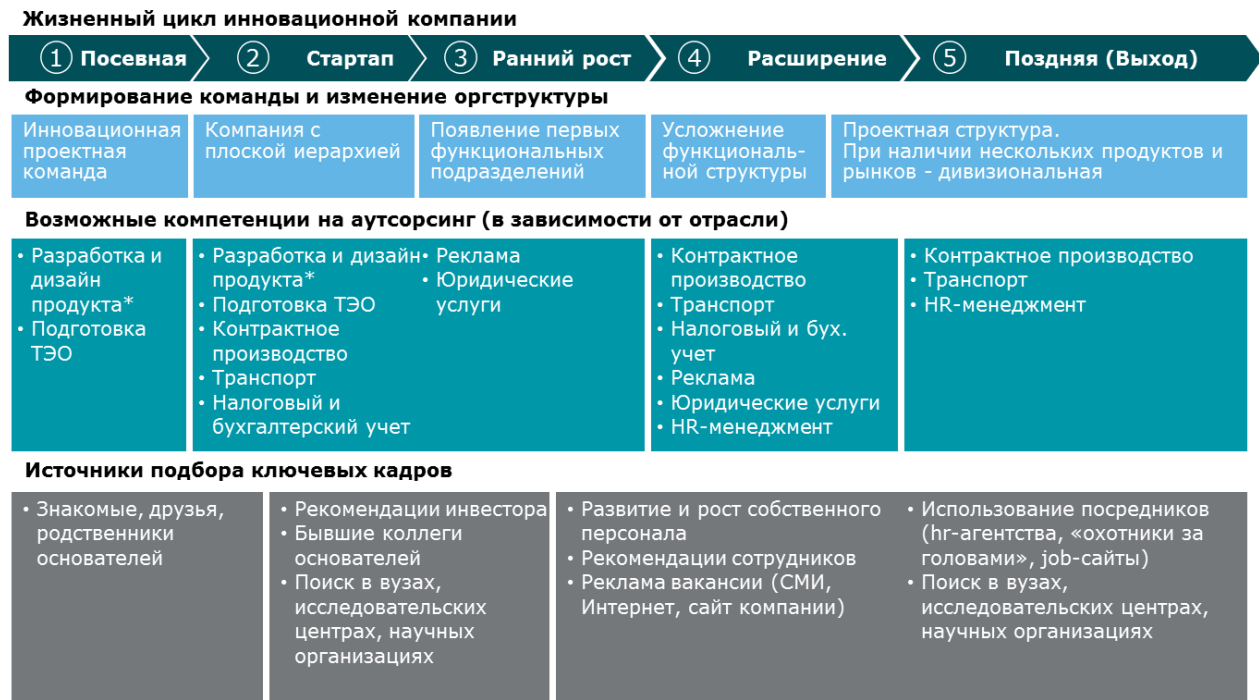 Жизненный цикл инновационной компании
① Посевная
② Стартап
③ Ранний рост
④ Расширение
⑤ Поздняя (Выход)
Формирование команды и изменение оргструктуры
Инновационная
проектная
команда
Компания с
плоской иерархией
Появление первых
функциональных
подразделений
Усложнение
функциональ-
ной структуры
Проектная структура.
При наличии нескольких продуктов и
рынков - дивизиональная
Возможные компетенции на аутсорсинг (в зависимости от отрасли)
• Разработка и
дизайн
продукта*
• Подготовка
ТЭО
• Разработка и дизайн
продукта*
• Подготовка ТЭО
• Контрактное
производство
• Транспорт
• Налоговый и
бухгалтерский учет
• Реклама
• Юридические
услуги
• Контрактное
производство
• Транспорт
• Налоговый и бух.
учет
• Реклама
• Юридические услуги
• HR-менеджмент
• Контрактное производство
• Транспорт
• HR-менеджмент
Источники подбора ключевых кадров
• Знакомые, друзья,
родственники
основателей
• Рекомендации инвестора
• Бывшие коллеги
основателей
• Поиск в вузах,
исследовательских
центрах, научных
организациях
• Развитие и рост собственного
персонала
• Рекомендации сотрудников
• Реклама вакансии (СМИ,
Интернет, сайт компании)
• Использование посредников
(hr-агентства, «охотники за
головами», job-сайты)
• Поиск в вузах,
исследовательских центрах,
научных организациях